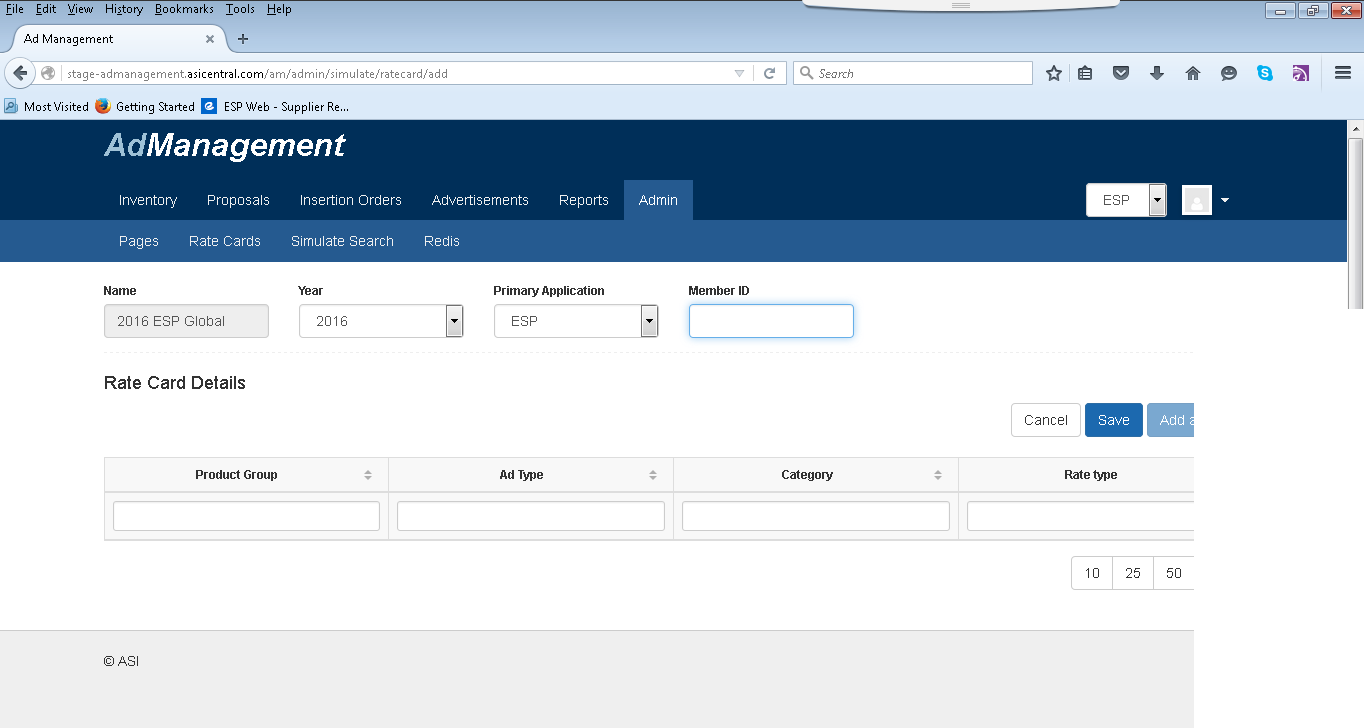 File Edit View History Bookmarks Tools Help
Ad Management
stage-admanagement.asicentral.com/am/admin/simulate/ratecard/add
Search
Most Visited Getting Started ESP Web - Supplier Re...
AdManagement
Inventory Proposals Insertion Orders Advertisements Reports Admin ESP
Pages Rate Cards Simulate Search Redis
Name Year Primary Application Member ID
2016 ESP Global 2016 ESP
Rate Card Details
Cancel Save Add a
Product Group Ad Type Category Rate type
10 25 50
© ASI